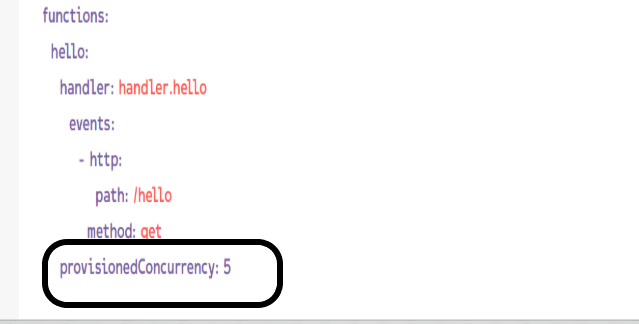 functions:
hello:
handler: handler.hello
events:
- http:
path: /hello
method: get
provisionedConcurrency: 5